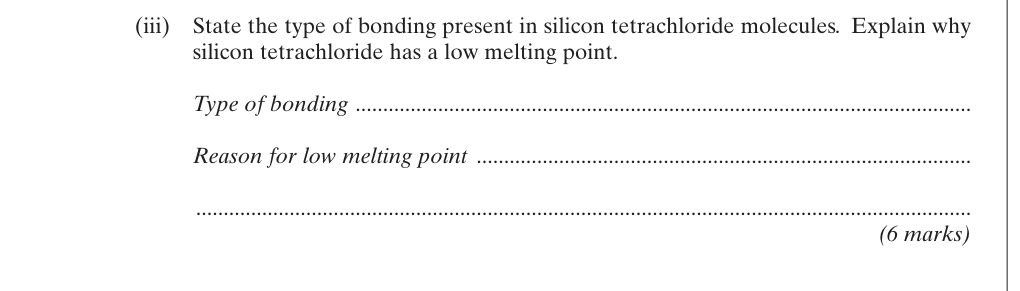 (iii) State the type of bonding present in silicon tetrachloride molecules. Explain why
silicon tetrachloride has a low melting point.
Type of bonding ................................................................................................................
Reason for low melting point ..........................................................................................
.............................................................................................................................................
(6 marks)